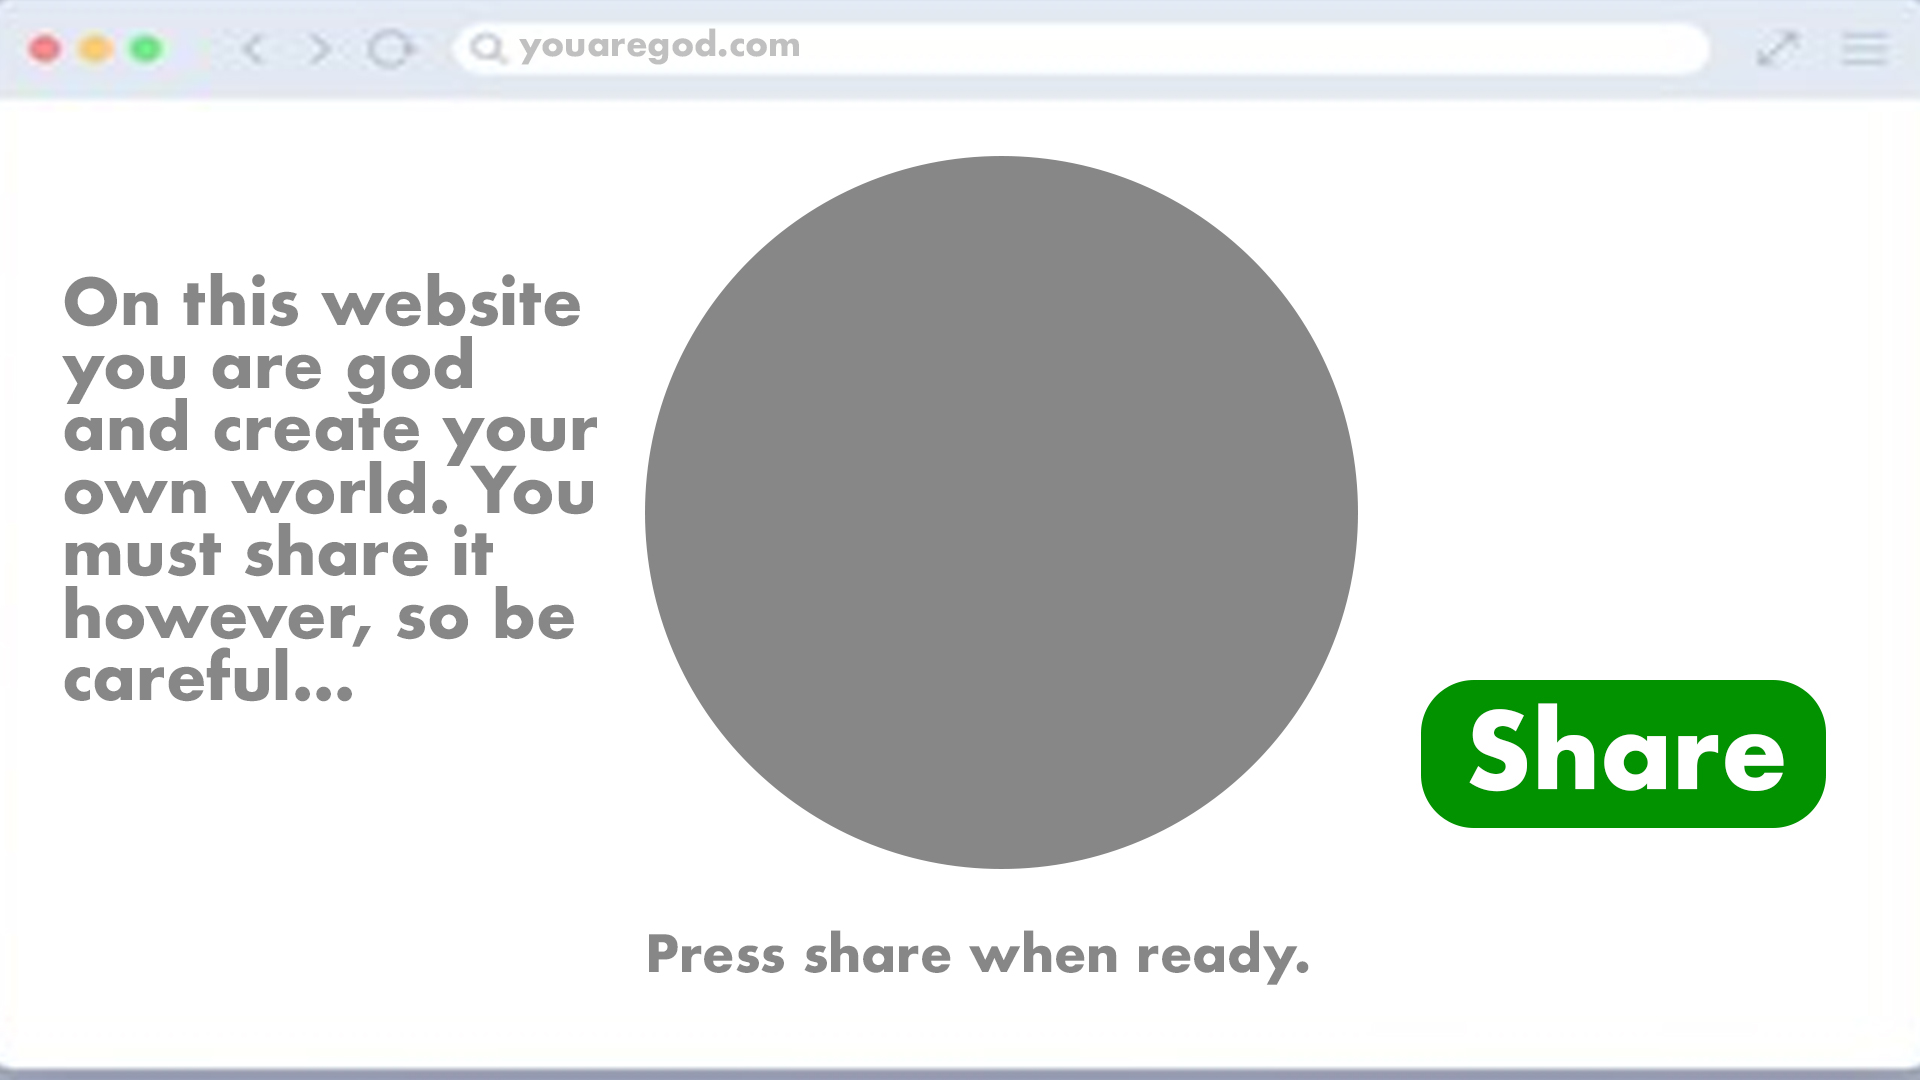 youaregod.com
On this website
you are god
and create your
own world. You
must share it
however, so be
careful...
Share
Press share when ready.